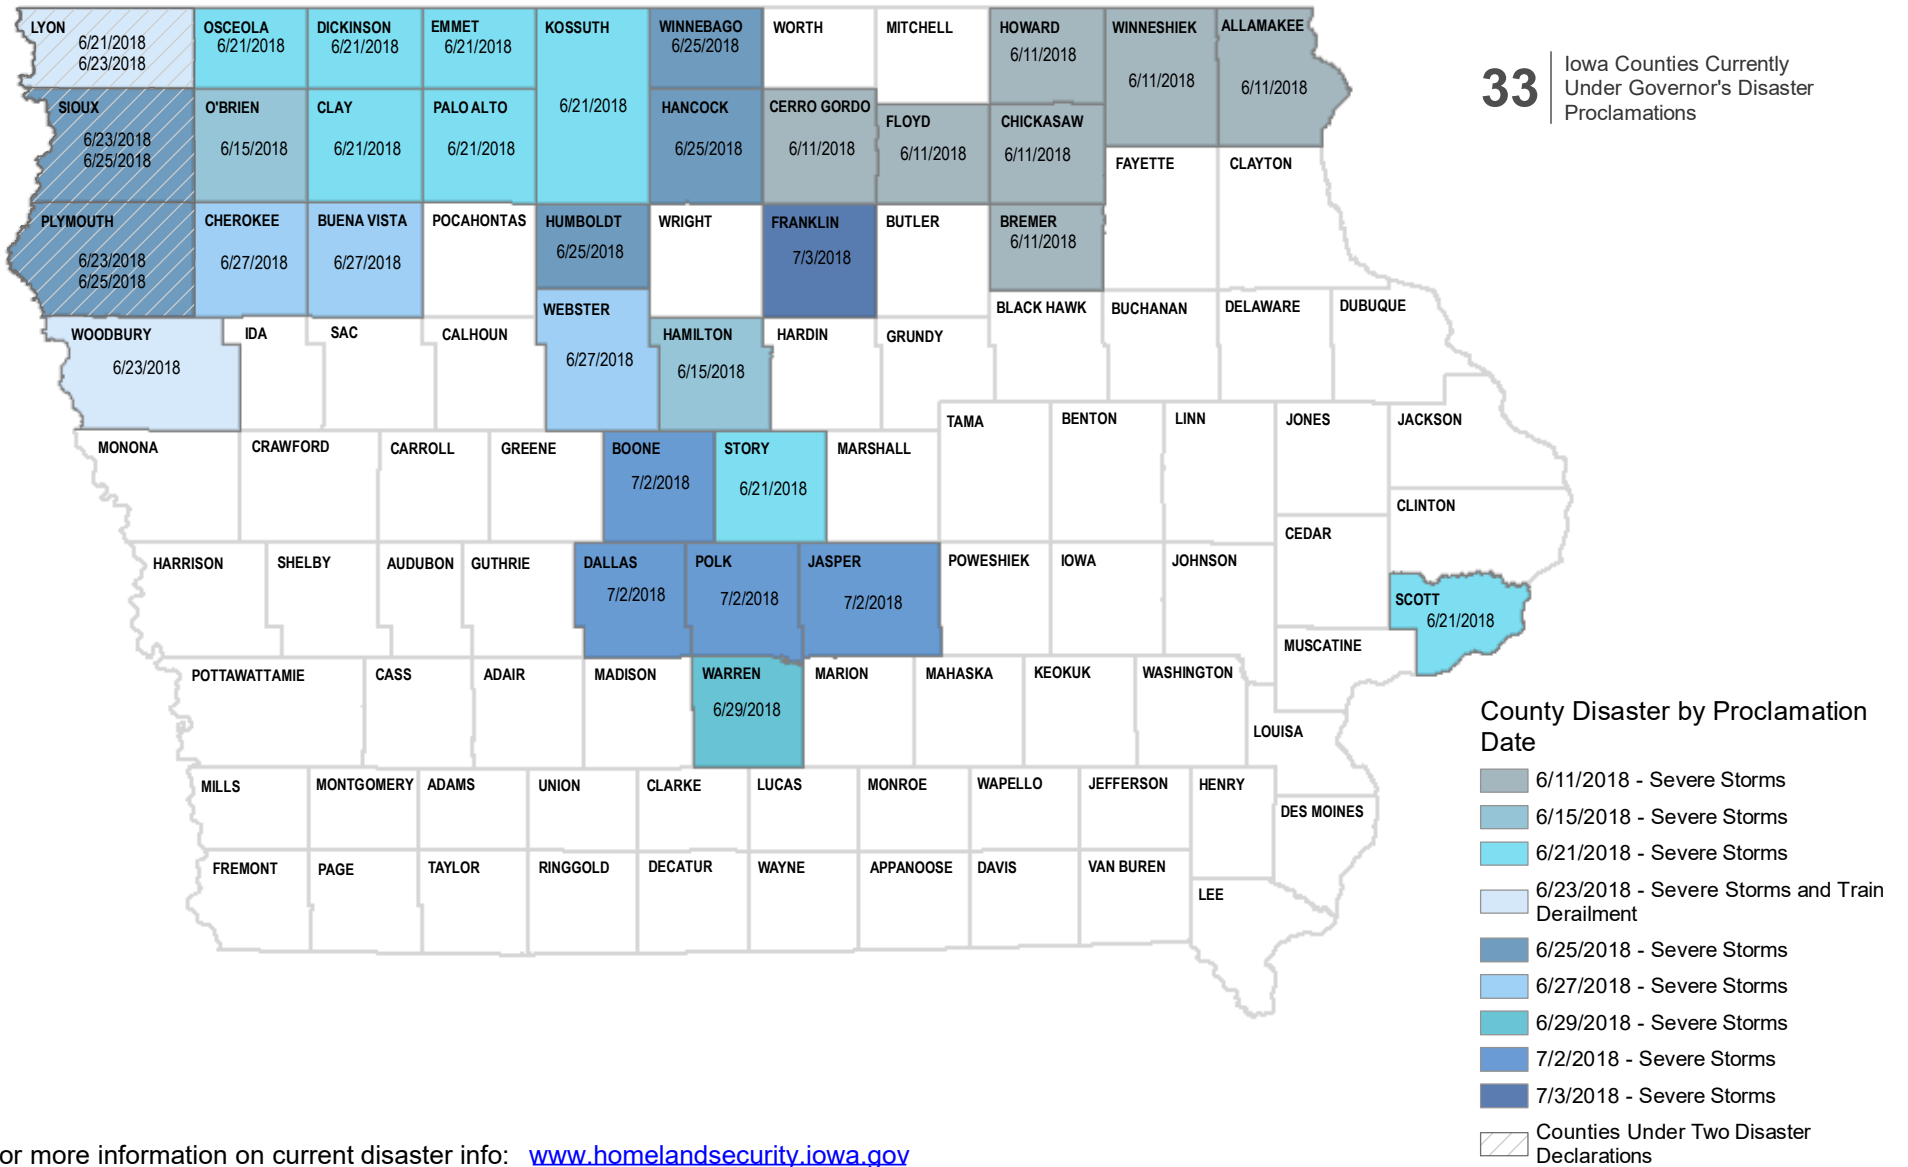 LYON
6/21/2018
6/23/2018
OSCEOLA
6/21/2018
DICKINSON
6/21/2018
EMMET
6/21/2018
KOSSUTH
6/21/2018
WINNEBAGO
6/25/2018
WORTH
MITCHELL
HOWARD
6/11/2018
WINNESHIEK
6/11/2018
ALLAMAKEE
6/11/2018
33
Iowa Counties Currently
Under Governor's Disaster
Proclamations
SIOUX
6/23/2018
6/25/2018
O'BRIEN
6/15/2018
CLAY
6/21/2018
PALO ALTO
6/21/2018
HANCOCK
6/25/2018
CERRO GORDO
6/11/2018
FLOYD
6/11/2018
CHICKASAW
6/11/2018
FAYETTE
CLAYTON
PLYMOUTH
6/23/2018
6/25/2018
CHEROKEE
6/27/2018
BUENA VISTA
6/27/2018
POCAHONTAS
HUMBOLDT
6/25/2018
WRIGHT
FRANKLIN
7/3/2018
BUTLER
BREMER
6/11/2018
WOODBURY
6/23/2018
IDA
SAC
CALHOUN
WEBSTER
6/27/2018
HAMILTON
6/15/2018
HARDIN
GRUNDY
BLACK HAWK
BUCHANAN
DELAWARE
DUBUQUE
MONONA
CRAWFORD
CARROLL
GREENE
BOONE
7/2/2018
STORY
6/21/2018
MARSHALL
TAMA
BENTON
LINN
JONES
JACKSON
CLINTON
CEDAR
HARRISON
SHELBY
AUDUBON
GUTHRIE
DALLAS
7/2/2018
POLK
7/2/2018
JASPER
7/2/2018
POWESHIEK
IOWA
JOHNSON
SCOTT
6/21/2018
MUSCATINE
POTTAWATTAMIE
CASS
ADAIR
MADISON
WARREN
6/29/2018
MARION
MAHASKA
KEOKUK
WASHINGTON
LOUISA
MILLS
MONTGOMERY
ADAMS
UNION
CLARKE
LUCAS
MONROE
WAPELLO
JEFFERSON
HENRY
DES MOINES
FREMONT
PAGE
TAYLOR
RINGGOLD
DECATUR
WAYNE
APPANOOSE
DAVIS
VAN BUREN
LEE
County Disaster by Proclamation
Date
6/11/2018 - Severe Storms
6/15/2018 - Severe Storms
6/21/2018 - Severe Storms
6/23/2018 - Severe Storms and Train
Derailment
6/25/2018 - Severe Storms
6/27/2018 - Severe Storms
6/29/2018 - Severe Storms
7/2/2018 - Severe Storms
7/3/2018 - Severe Storms
Counties Under Two Disaster
Declarations
or more information on current disaster info: www.homelandsecurity.iowa.gov